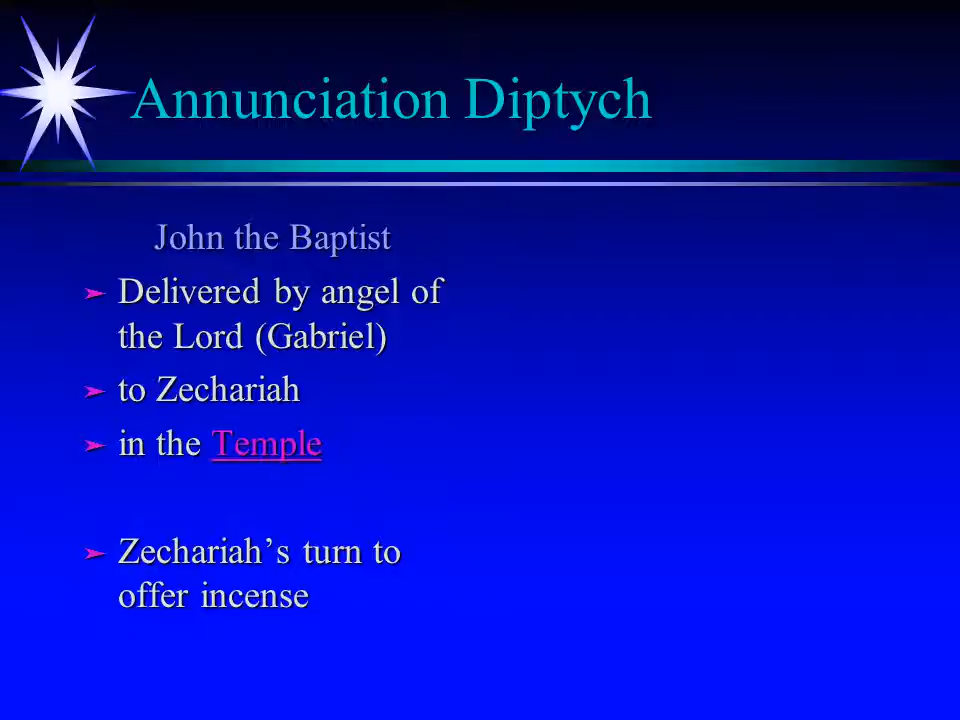 Annunciation Diptych
John the Baptist
➤ Delivered by angel of
the Lord (Gabriel)
➤ to Zechariah
➤ in the Temple
➤ Zechariah’s turn to
offer incense